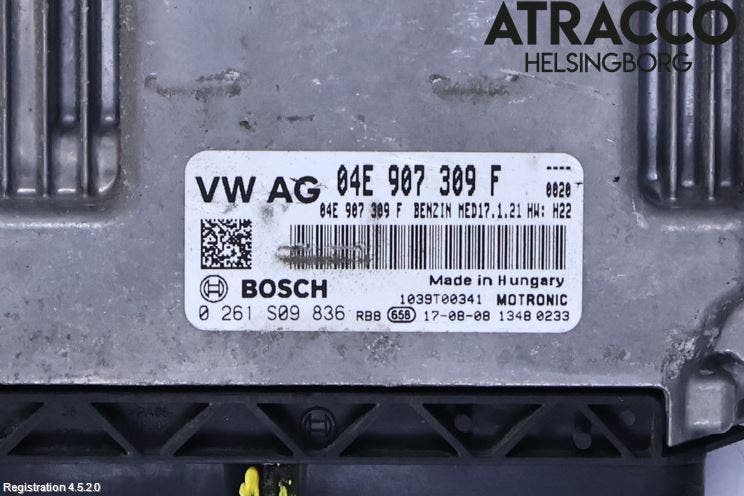 ATRACCO
HELSINGBORG
VW AG 04E 907 309 F ----
0020
04E 907 309 F BENZIN MED17.1.21 HW: H22
Made in Hungary
BOSCH 1039T00341 MOTRONIC
0 261 S09 836 RB8 658 17-08-08 1348 0233
Registration 4.5.2.0